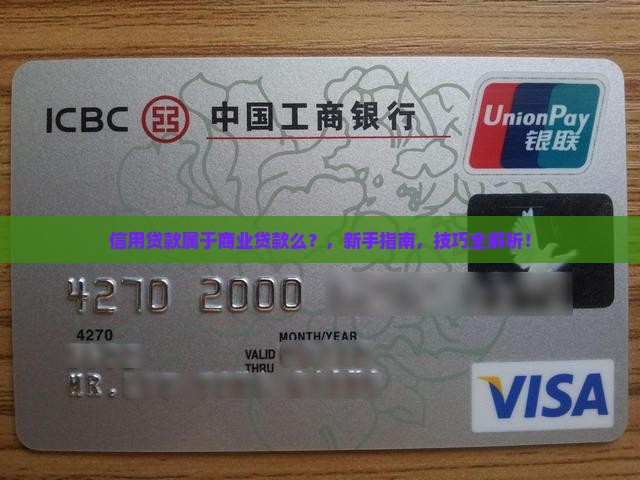 ICBC 中国工商银行
UnionPay
银联
信用贷款属于商业贷款么？，新手指南，技巧全解析！
4270 2000
4270
MONTH/YEAR
VALID
THRU
MR.
VISA